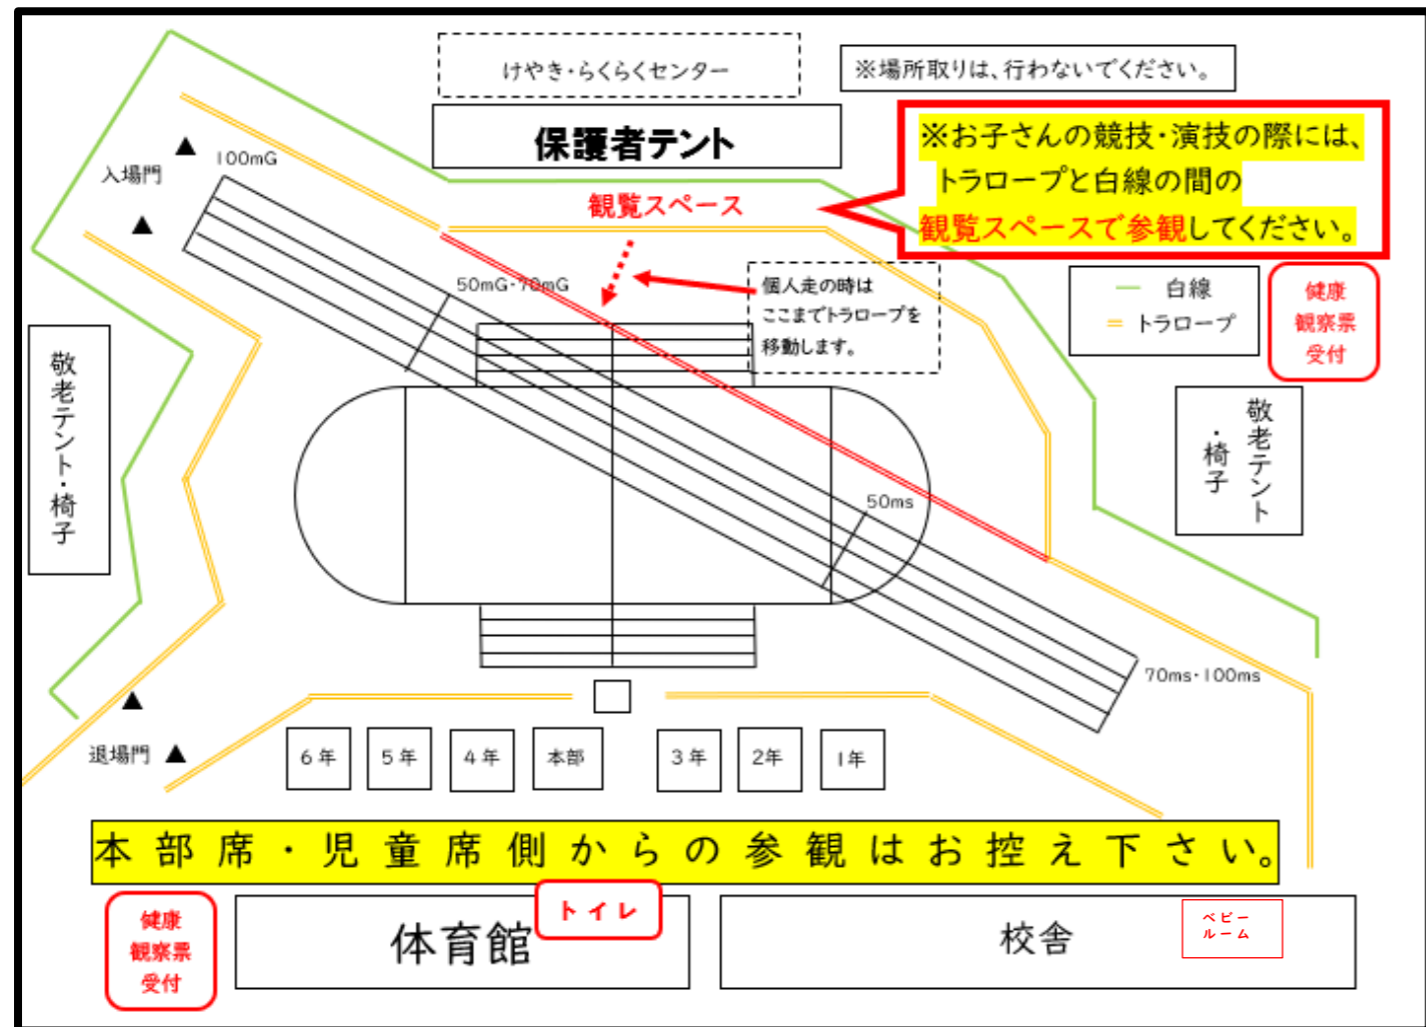 けやき・らくらくセンター
※場所取りは、行わないでください。
保護者テント
※お子さんの競技・演技の際には、
トラロープと白線の間の
観覧スペースで参観してください。
入場門
100mG
観覧スペース
50mG・70mG
個人走の時は
ここまでトラロープを
移動します。
白線
トラロープ
健康
観察票
受付
敬老テント・椅子
敬老テント
・椅子
50ms
70ms・100ms
退場門
6年
5年
4年
本部
3年
2年
1年
本部席・児童席側からの参観はお控え下さい。
健康
観察票
受付
体育館
トイレ
校舎
ベビー
ルーム